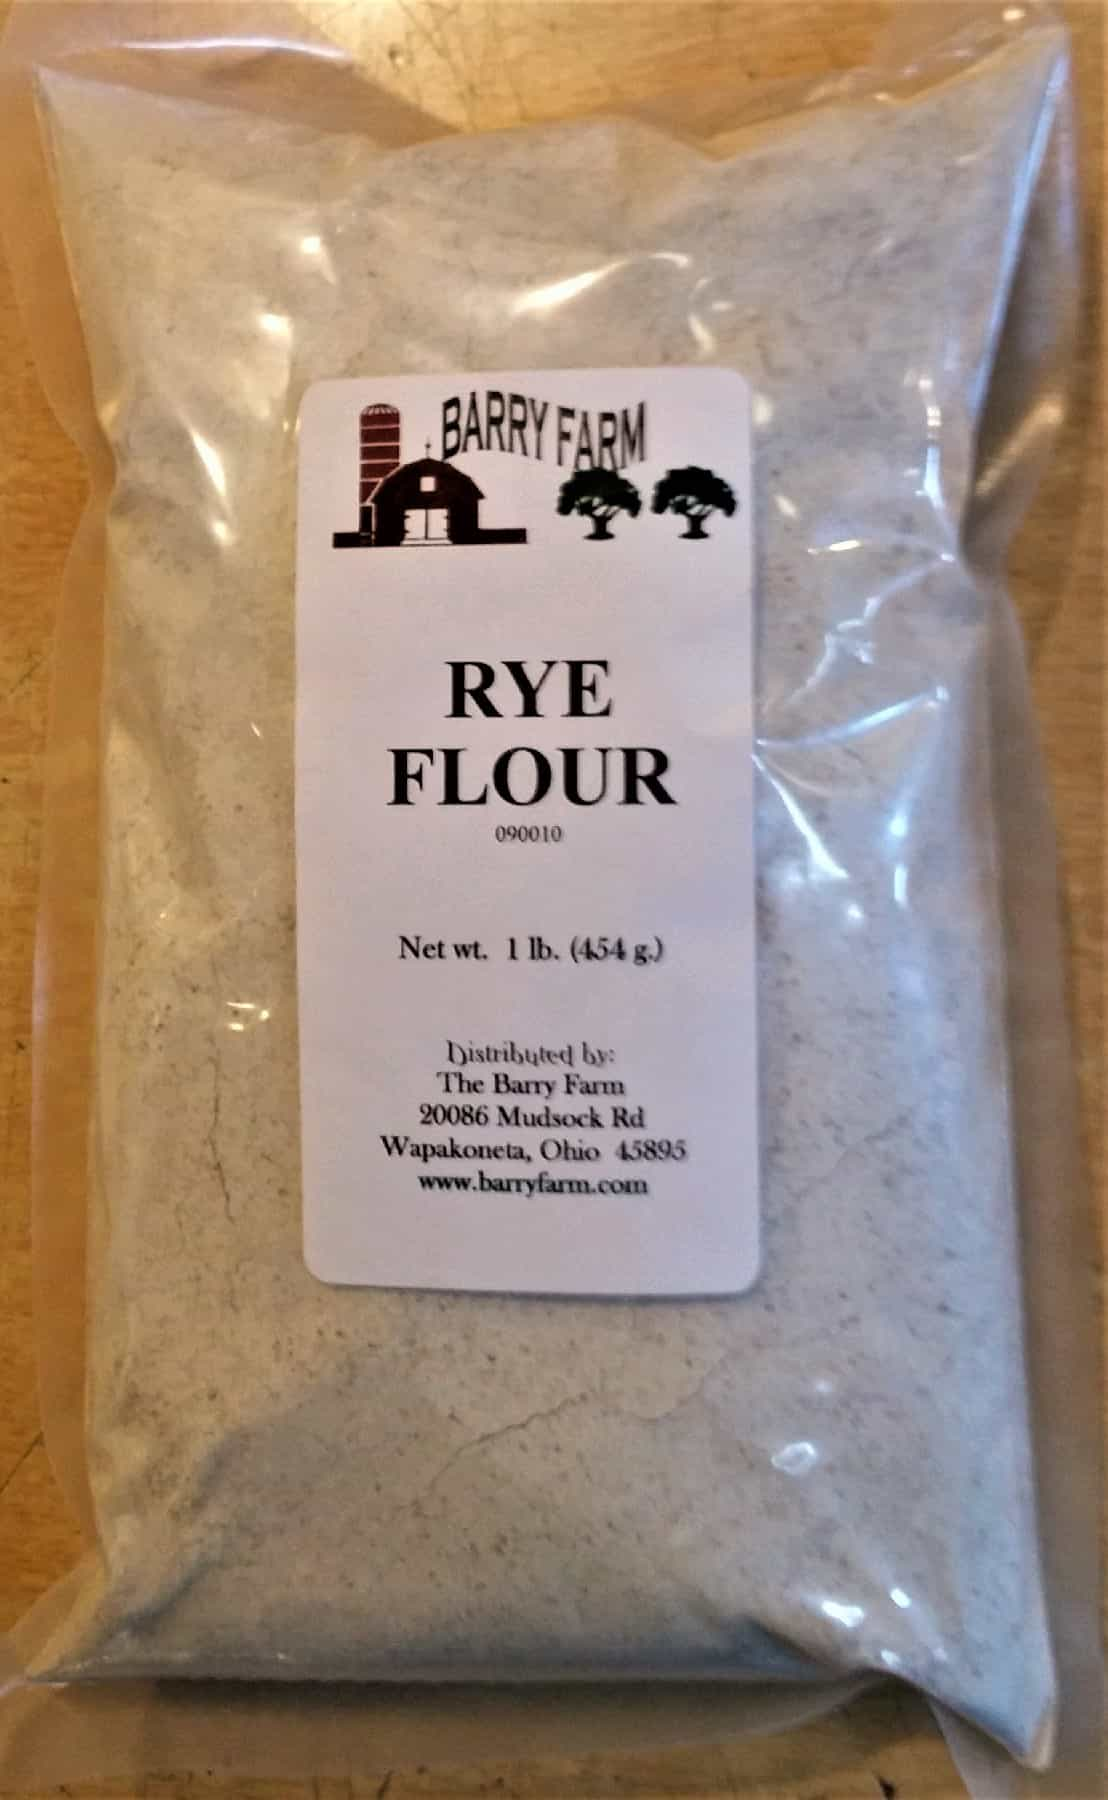 BARRY FARM
RYE
FLOUR
090010
Net wt. 1 lb. (454 g.)
Distributed by:
The Barry Farm
20086 Mudsock Rd
Wapakoneta, Ohio 45895
www.barryfarm.com